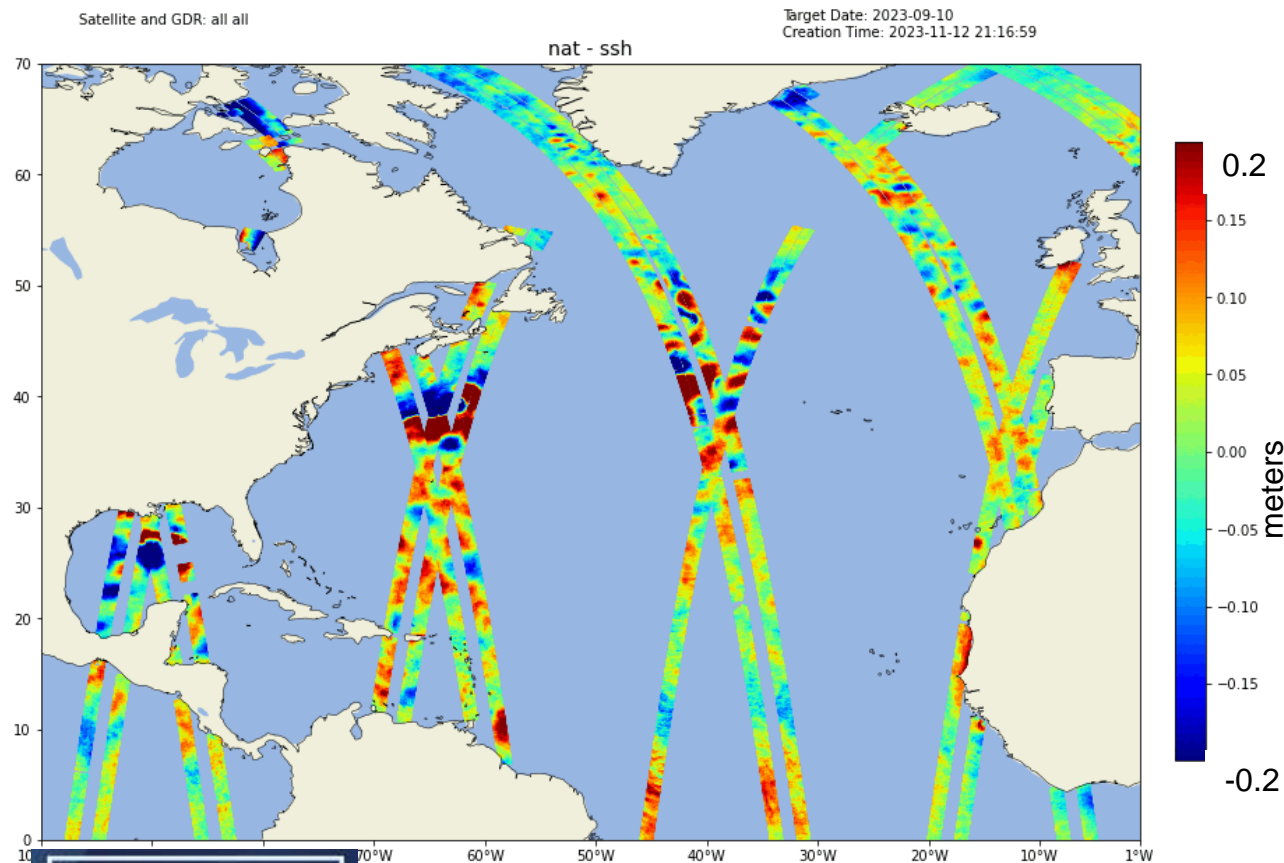 Satellite and GDR: all all
Target Date: 2023-09-10
Creation Time: 2023-11-12 21:16:59
nat - ssh
70
60
50
40
30
20
10
0
70°W
60°W
50°W
40°W
30°W
20°W
10°W
1°W
0.2
0.15
0.10
0.05
0.00
−0.05
−0.10
−0.15
-0.2
meters